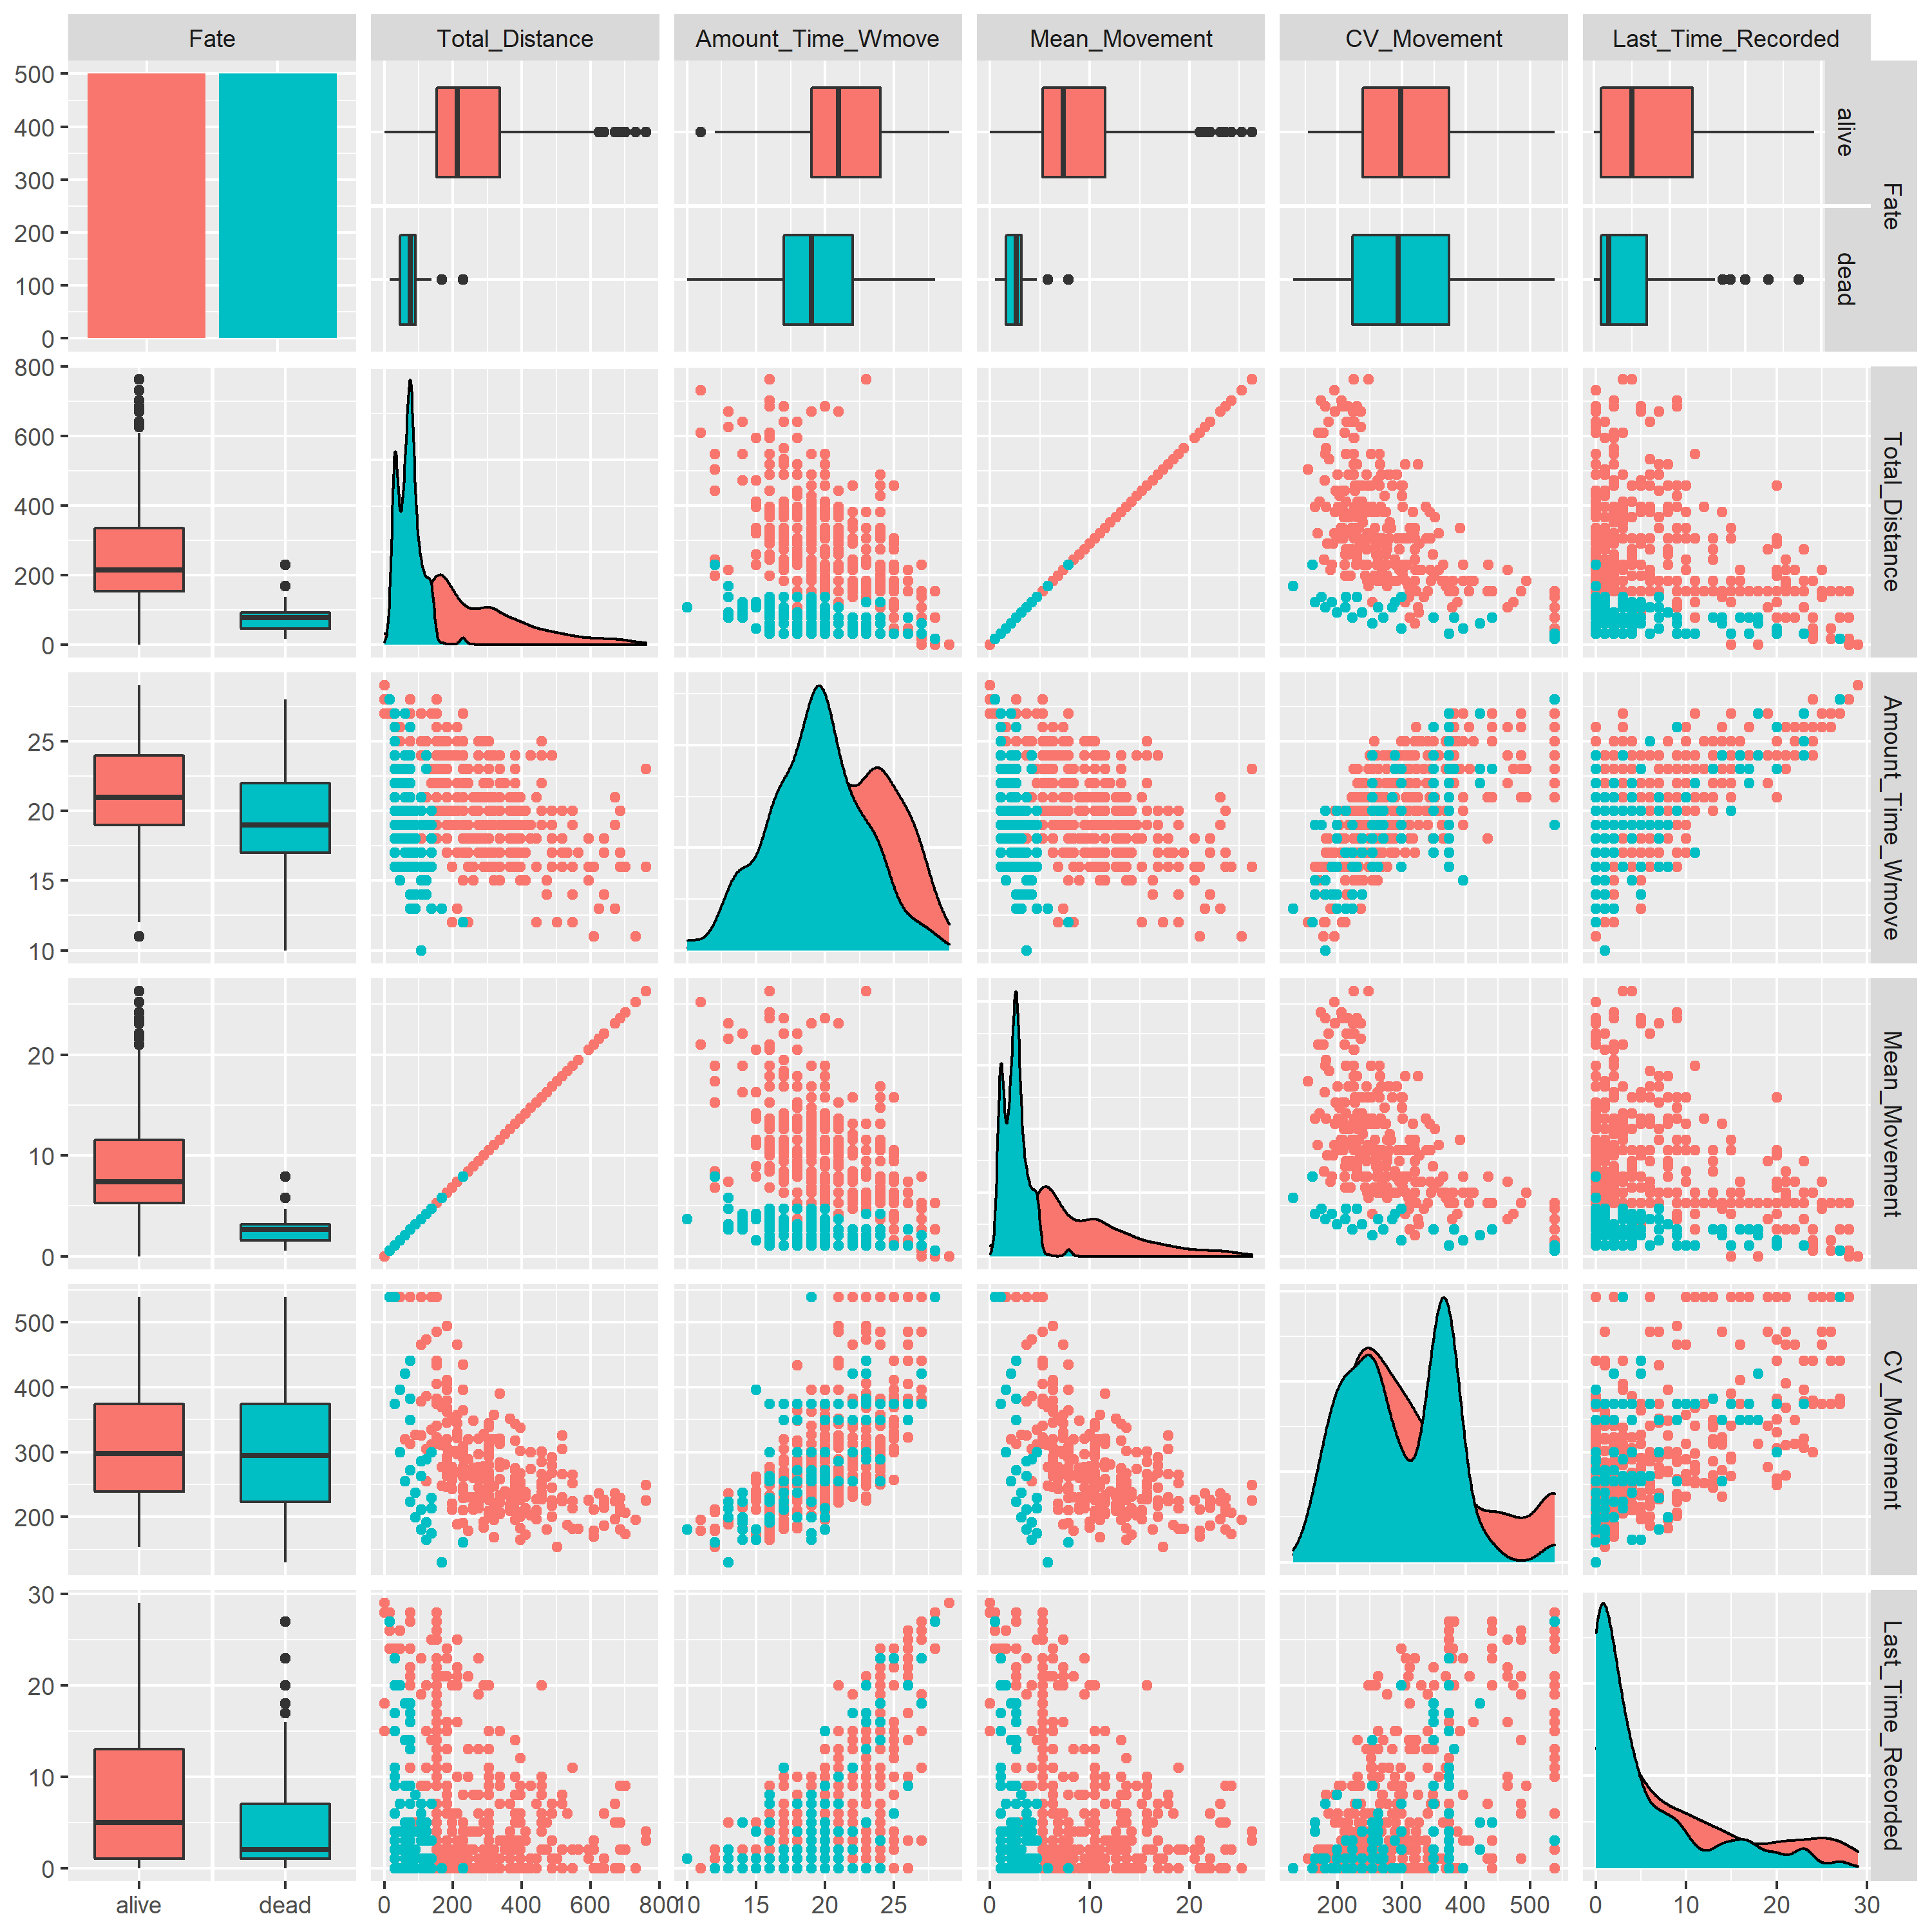 Fate Total_Distance Amount_Time_Wmove Mean_Movement CV_Movement Last_Time_Recorded
500
400
300
200
100
0
alive
dead
Fate
800
600
400
200
0
Total_Distance
25
20
15
10
Amount_Time_Wmove
20
10
0
Mean_Movement
500
400
300
200
CV_Movement
30
20
10
0
Last_Time_Recorded
alive dead 0 200 400 600 800 10 15 20 25 0 10 20 200 300 400 500 0 10 20 30